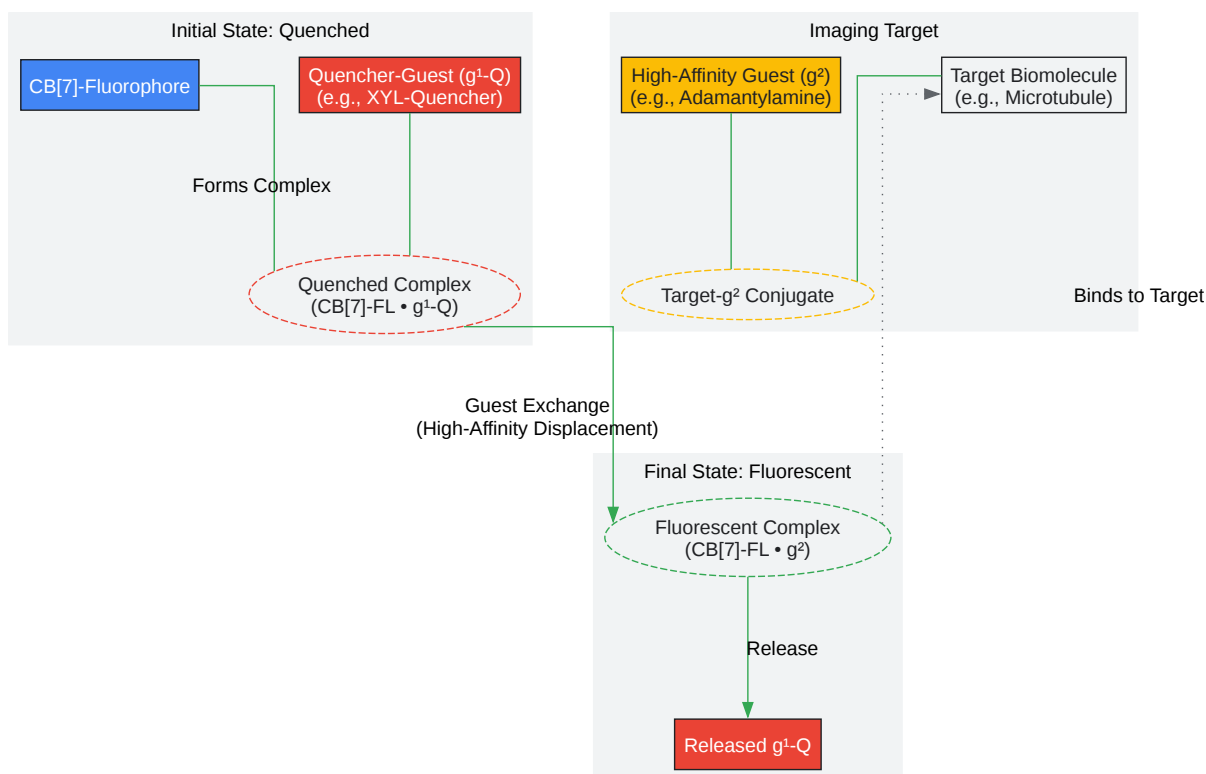 Initial State: Quenched
CB[7]-Fluorophore
Quencher-Guest (g¹-Q)
(e.g., XYL-Quencher)
Forms Complex
Quenched Complex
(CB[7]-FL • g¹-Q)
Imaging Target
High-Affinity Guest (g²)
(e.g., Adamantylamine)
Target Biomolecule
(e.g., Microtubule)
Target-g² Conjugate
Binds to Target
Guest Exchange
(High-Affinity Displacement)
Final State: Fluorescent
Fluorescent Complex
(CB[7]-FL • g²)
Release
Released g¹-Q